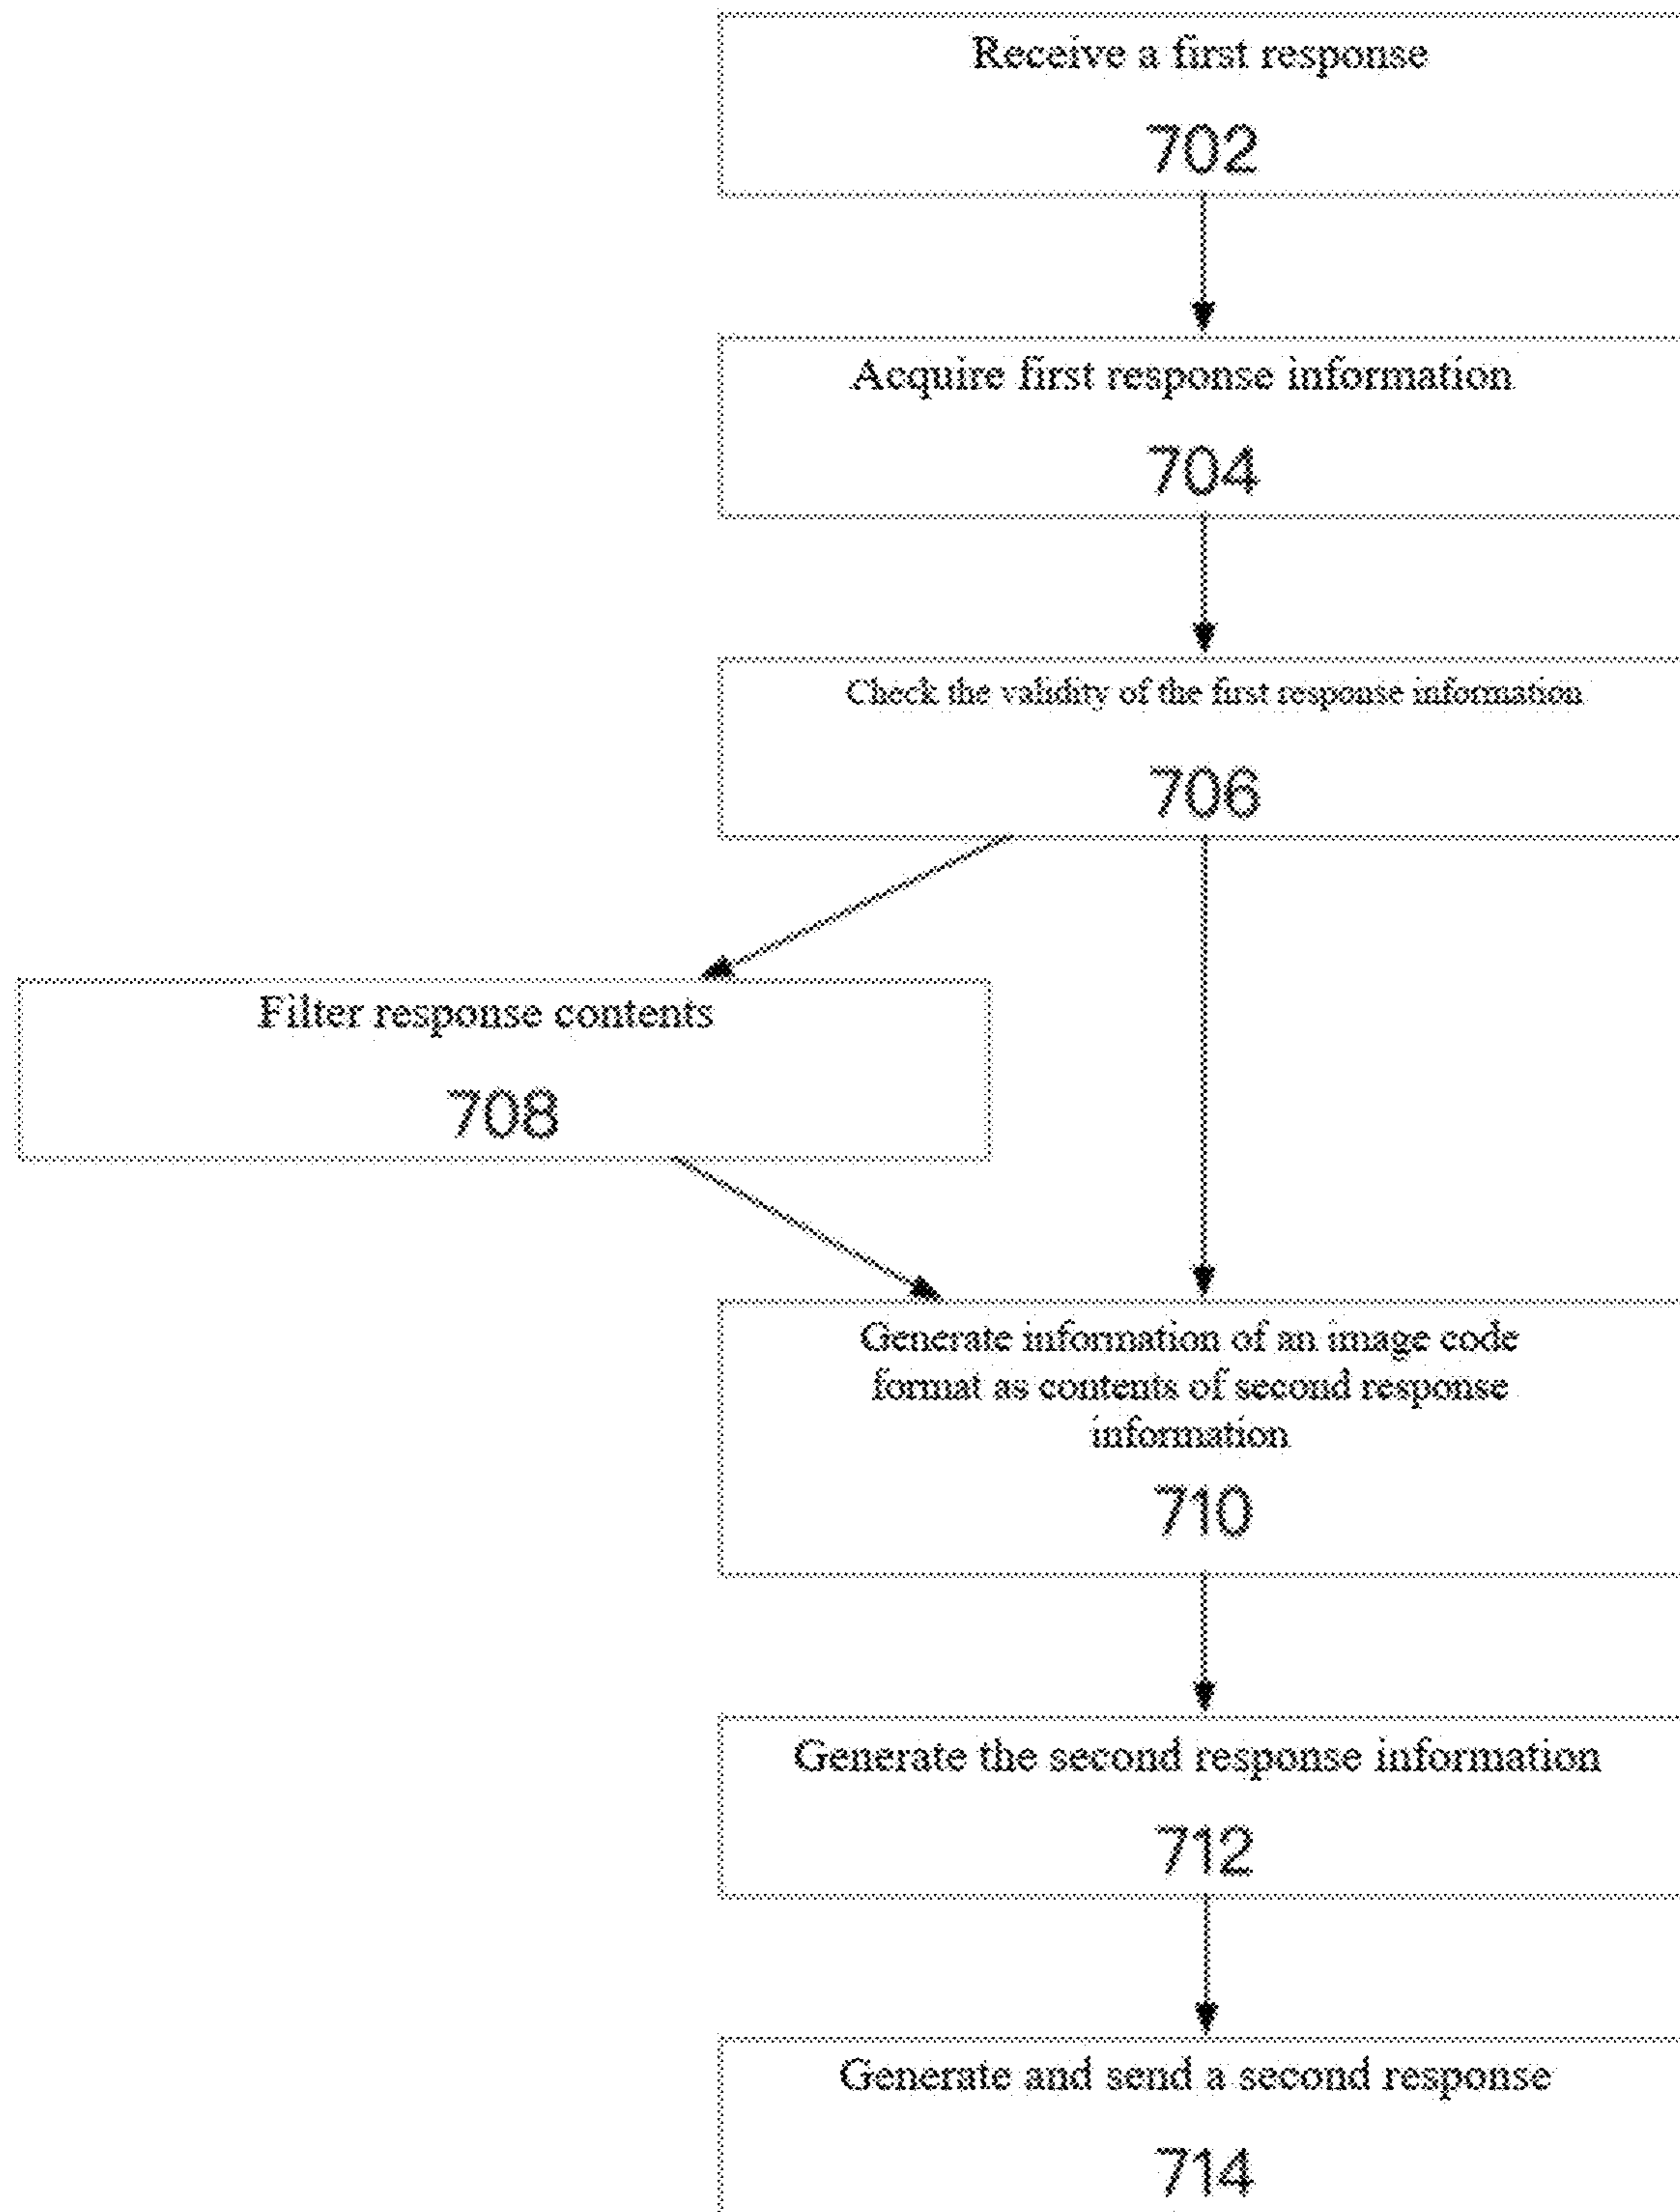 Receive a first response
702
Acquire first response information
704
Check the validity of the first response information
706
Filter response contents
708
Generate information of an image code
format as contents of second response
information
710
Generate the second response information
712
Generate and send a second response
714